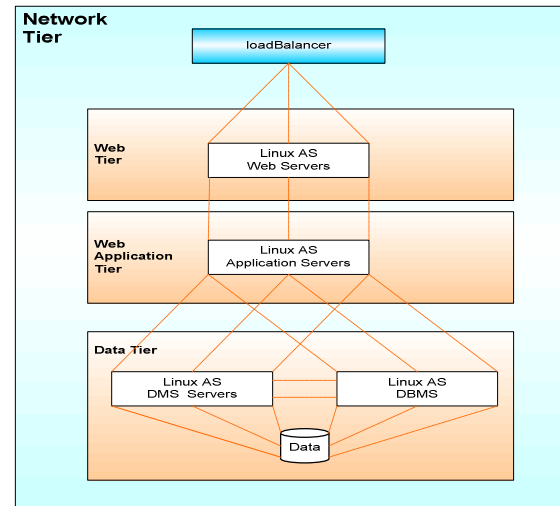 Network
Tier
loadBalancer
Web
Tier
Linux AS
Web Servers
Web
Application
Tier
Linux AS
Application Servers
Data Tier
Linux AS
DMS Servers
Linux AS
DBMS
Data